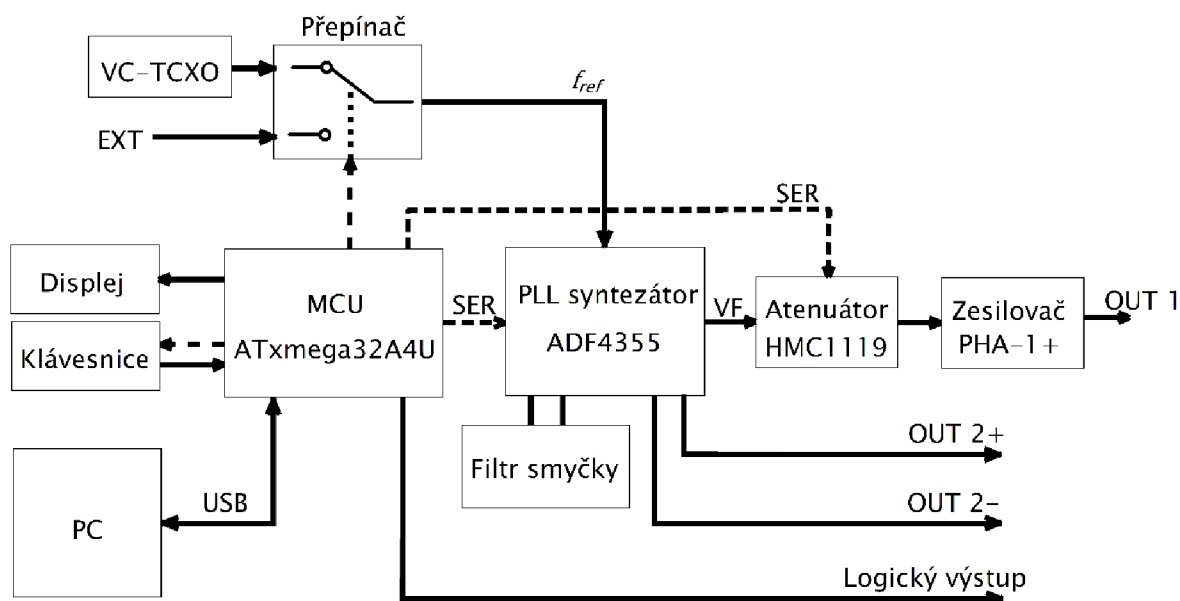 Přepínač
VC-TCXO
f_ref
EXT
SER
Displej
MCU
ATxmega32A4U
SER
PLL syntezátor
ADF4355
VF
Atenuátor
HMC1119
Zesilovač
PHA-1+
OUT 1
Klávesnice
Filtr smyčky
OUT 2+
PC
USB
OUT 2-
Logický výstup